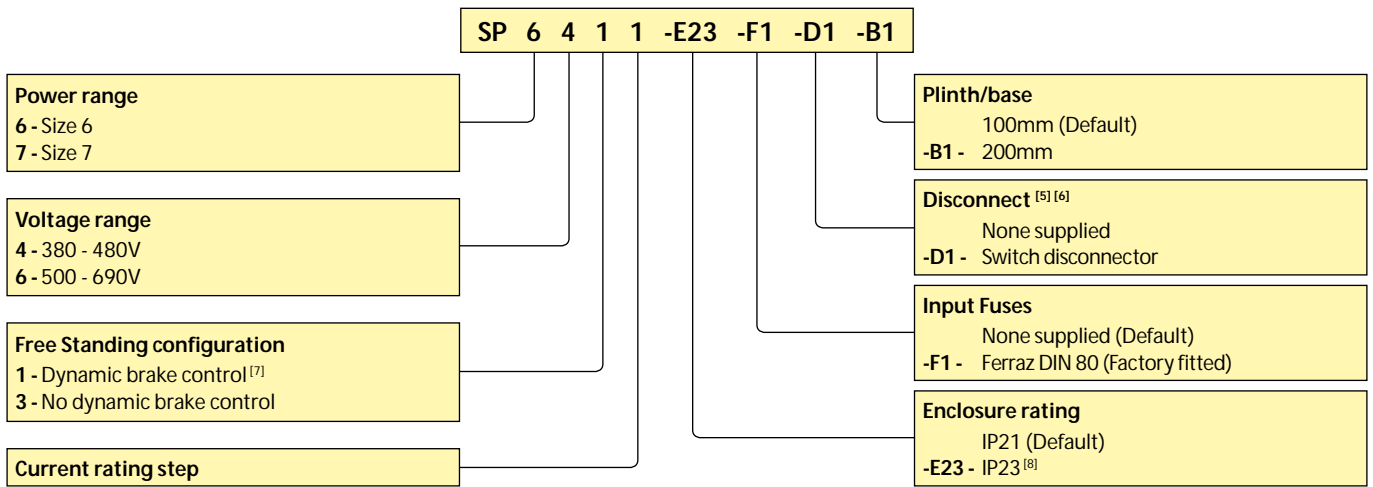 SP 6 4 1 1 -E23 -F1 -D1 -B1
Power range
6 - Size 6
7 - Size 7
Voltage range
4 - 380 - 480V
6 - 500 - 690V
Free Standing configuration
1 - Dynamic brake control [7]
3 - No dynamic brake control
Current rating step
Plinth/base
100mm (Default)
-B1 - 200mm
Disconnect [5] [6]
None supplied
-D1 - Switch disconnector
Input Fuses
None supplied (Default)
-F1 - Ferraz DIN 80 (Factory fitted)
Enclosure rating
IP21 (Default)
-E23 - IP23 [8]